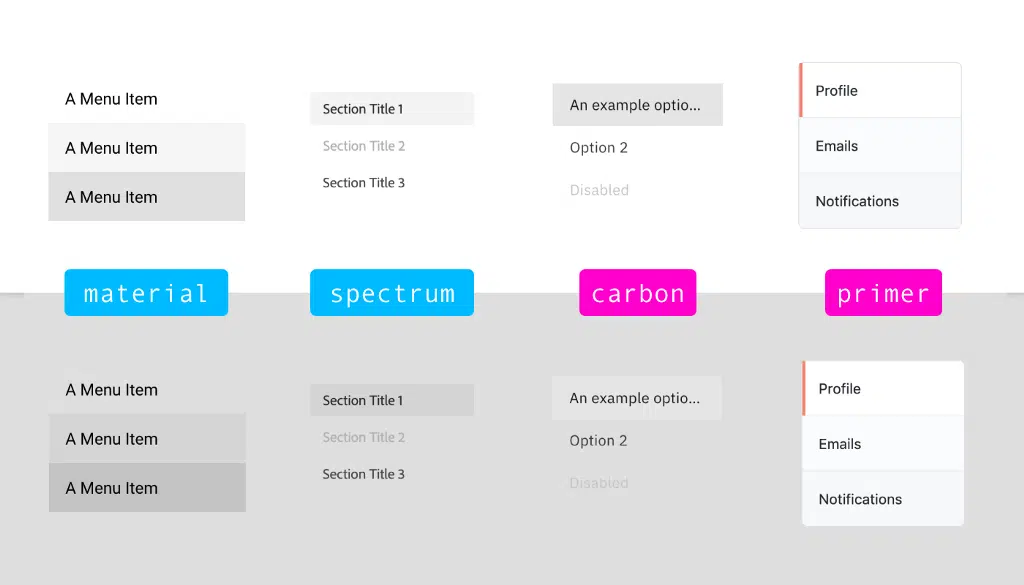 A Menu Item
A Menu Item
A Menu Item
Section Title 1
Section Title 2
Section Title 3
An example optio...
Option 2
Disabled
Profile
Emails
Notifications
material
spectrum
carbon
primer
A Menu Item
A Menu Item
A Menu Item
Section Title 1
Section Title 2
Section Title 3
An example optio...
Option 2
Disabled
Profile
Emails
Notifications